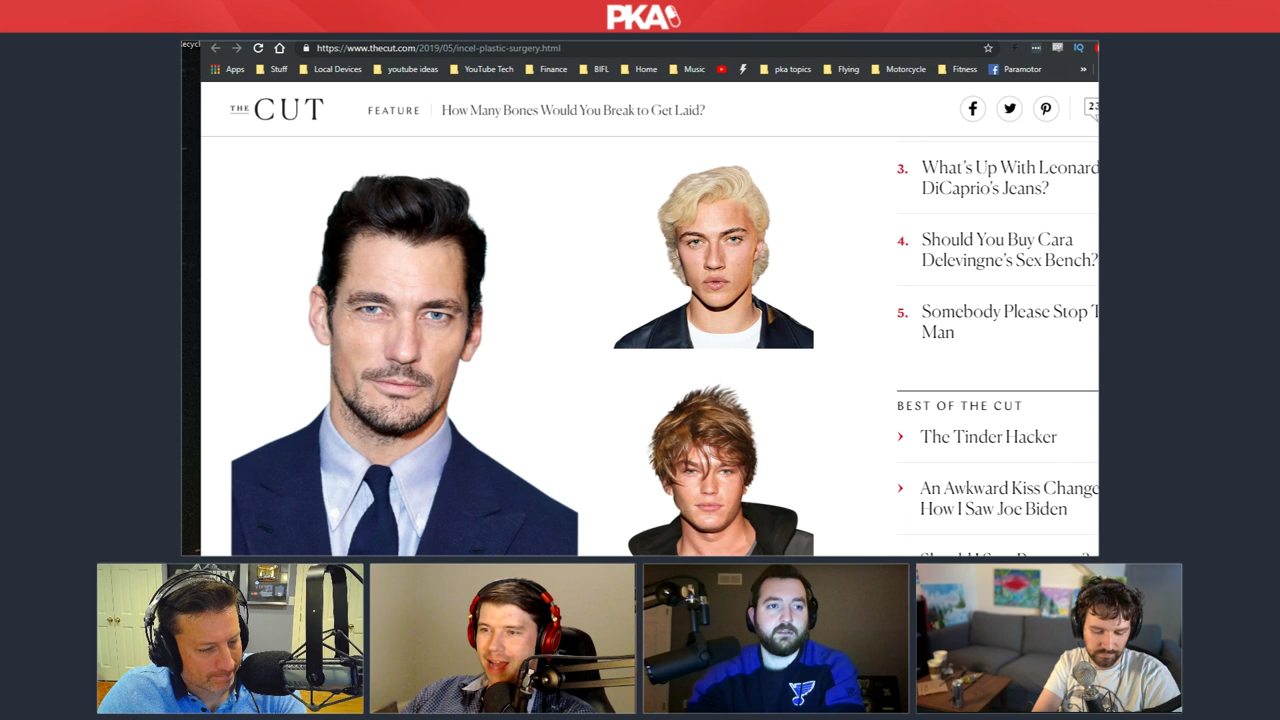 PKA
ecycl
https://www.thecut.com/2019/05/incel-plastic-surgery.html
IQ
Apps Stuff Local Devices youtube ideas YouTube Tech Finance BIFL Home Music pka topics Flying Motorcycle Fitness Paramotor »
THE CUT FEATURE How Many Bones Would You Break to Get Laid?
23
3. What's Up With Leonard
DiCaprio's Jeans?
4. Should You Buy Cara
Delevingne's Sex Bench?
5. Somebody Please Stop T
Man
BEST OF THE CUT
The Tinder Hacker
An Awkward Kiss Change
How I Saw Joe Biden